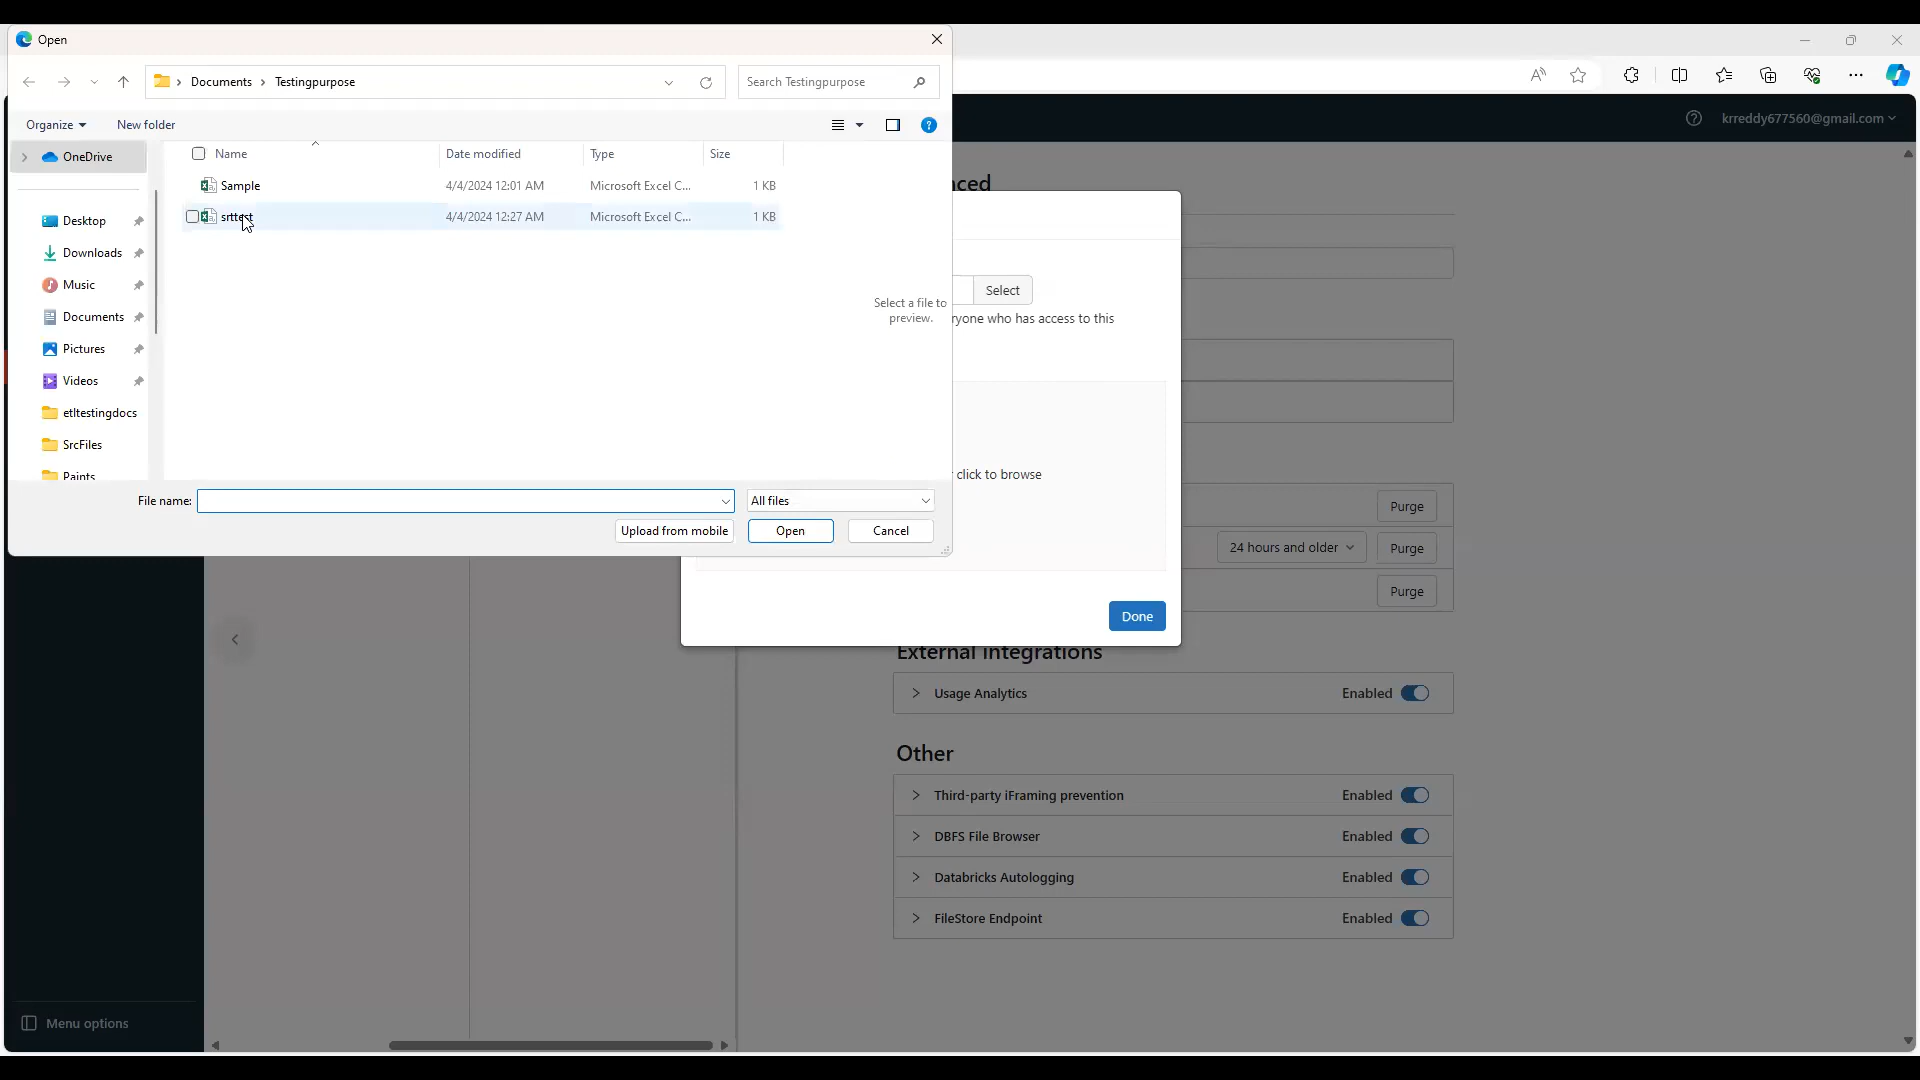 Open
Documents > Testingpurpose
Search Testingpurpose
krreddy677560@gmail.com
Organize
New folder
Name
Date modified
Type
Size
OneDrive
Sample
4/4/2024 12:01 AM
Microsoft Excel C...
1 KB
srttest
4/4/2024 12:27 AM
Microsoft Excel C...
1 KB
Desktop
Downloads
Music
Documents
Pictures
Videos
etltestingdocs
SrcFiles
Paints
Select a file to
preview.
File name:
All files
Upload from mobile
Open
Cancel
Select
ryone who has access to this
click to browse
Done
Purge
24 hours and older
Purge
Purge
External integrations
Usage Analytics
Enabled
Other
Third-party iFraming prevention
Enabled
DBFS File Browser
Enabled
Databricks Autologging
Enabled
FileStore Endpoint
Enabled
Menu options